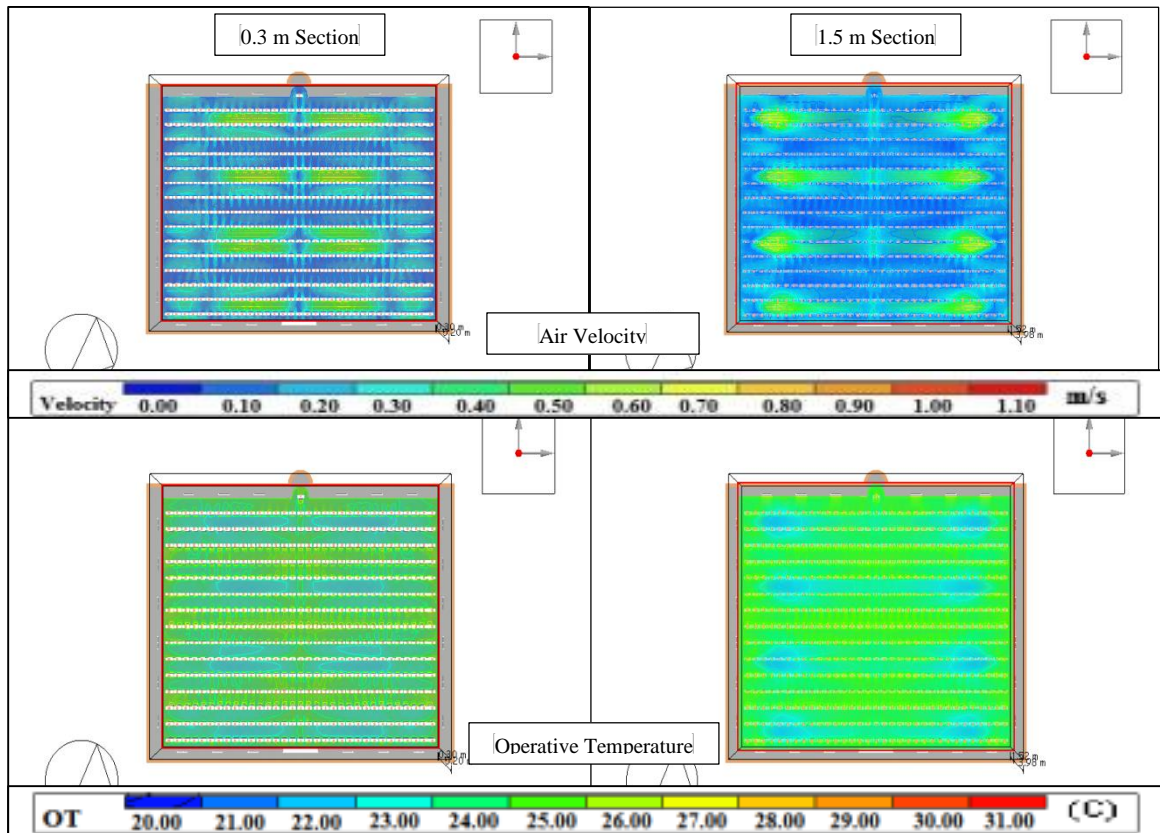 0.3 m Section
1.5 m Section
Air Velocity
Velocity 0.00 0.10 0.20 0.30 0.40 0.50 0.60 0.70 0.80 0.90 1.00 1.10 m/s
Operative Temperature
OT 20.00 21.00 22.00 23.00 24.00 25.00 26.00 27.00 28.00 29.00 30.00 31.00 (C)